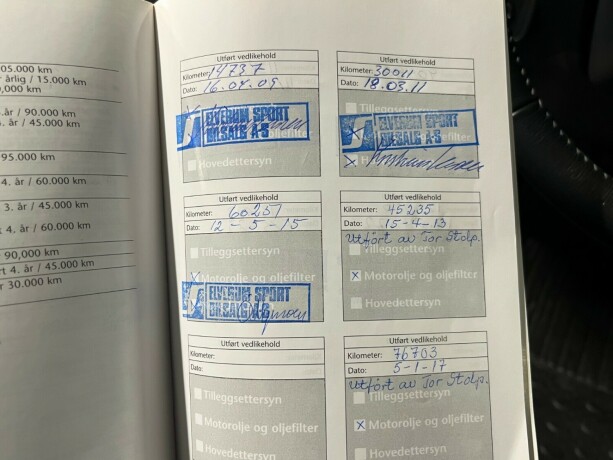 05.000 km
årlig / 15.000 km
,000 km
.år / 90.000 km
. år / 45.000 km
95.000 km
4. år / 60.000 km
3. år / 45.000 km
4. år / 60.000 km
90,000 km
t 4. år / 45.000 km
r 30.000 km
Utført vedlikehold
Kilometer: 14737
Dato: 16.04.09
ELVERUM SPORT
BILSALG A-S
oljefilter
Hovedettersyn
Utført vedlikehold
Kilometer: 30011
Dato: 18.03.11
Tilleggsettersyn
ELVERUM SPORT
BILSALG A-S
Utført vedlikehold
Kilometer: 60257
Dato: 12-5-15
Tilleggsettersyn
Motorolje og oljefilter
ELVERUM SPORT
BILSALG A-S
Utført vedlikehold
Kilometer: 45235
Dato: 15-4-13
Utført av Tor Stolp.
Tilleggsettersyn
Motorolje og oljefilter
Hovedettersyn
Utført vedlikehold
Kilometer:
Dato:
Tilleggsettersyn
Motorolje og oljefilter
Hovedettersyn
Utført vedlikehold
Kilometer: 76703
Dato: 5-1-17
Utført av Tor Stolp.
Tilleggsettersyn
Motorolje og oljefilter
Hovedettersyn